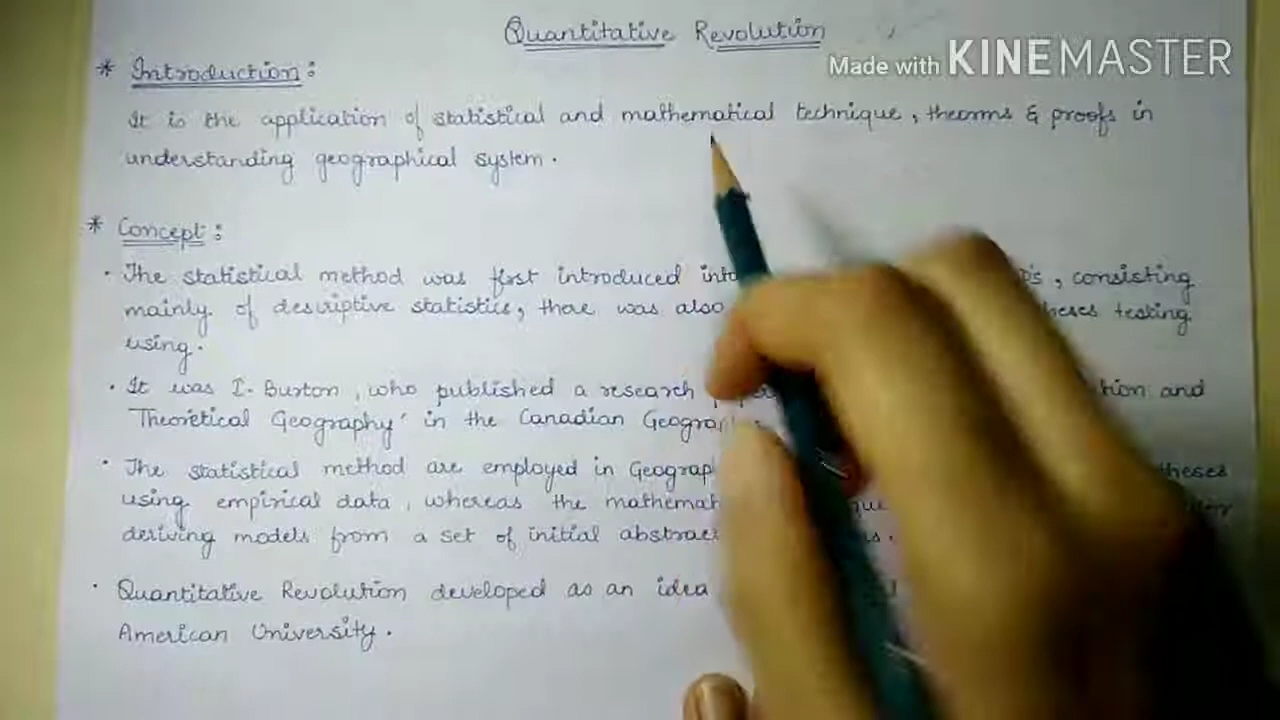 Quantitative Revolution
Made with KINEMASTER
* Introduction :
It is the application of statistical and mathematical technique, theorms & proofs in
understanding geographical system.
* Concept :
• The statistical method was first introduced into , consisting
mainly of descriptive statistics, there was also testing
using.
• It was I. Burton, who published a research and
'Theoretical Geography' in the Canadian
• The statistical method are employed in
using empirical data, whereas the
deriving models from a set of initial
• Quantitative Revolution developed as an idea
American University.